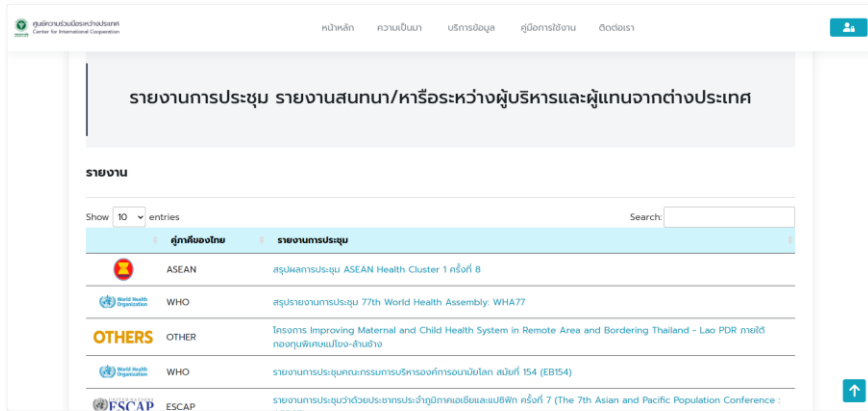 ศูนย์ความร่วมมือระหว่างประเทศ
Center for International Cooperation
หน้าหลัก ความเป็นมา บริการข้อมูล คู่มือการใช้งาน ติดต่อเรา
รายงานการประชุม รายงานสนทนา/หารือระหว่างผู้บริหารและผู้แทนจากต่างประเทศ
รายงาน
Show 10 entries Search:
คู่ภาคีของไทย รายงานการประชุม
ASEAN สรุปผลการประชุม ASEAN Health Cluster 1 ครั้งที่ 8
World Health Organization WHO สรุปรายงานการประชุม 77th World Health Assembly: WHA77
OTHERS OTHER โครงการ Improving Maternal and Child Health System in Remote Area and Bordering Thailand - Lao PDR ภายใต้
กองทุนพิเศษแม่โขง-ล้านช้าง
World Health Organization WHO รายงานการประชุมคณะกรรมการบริหารองค์การอนามัยโลก สมัยที่ 154 (EB154)
ESCAP ESCAP รายงานการประชุมว่าด้วยประชากรประจำภูมิภาคเอเชียและแปซิฟิก ครั้งที่ 7 (The 7th Asian and Pacific Population Conference :